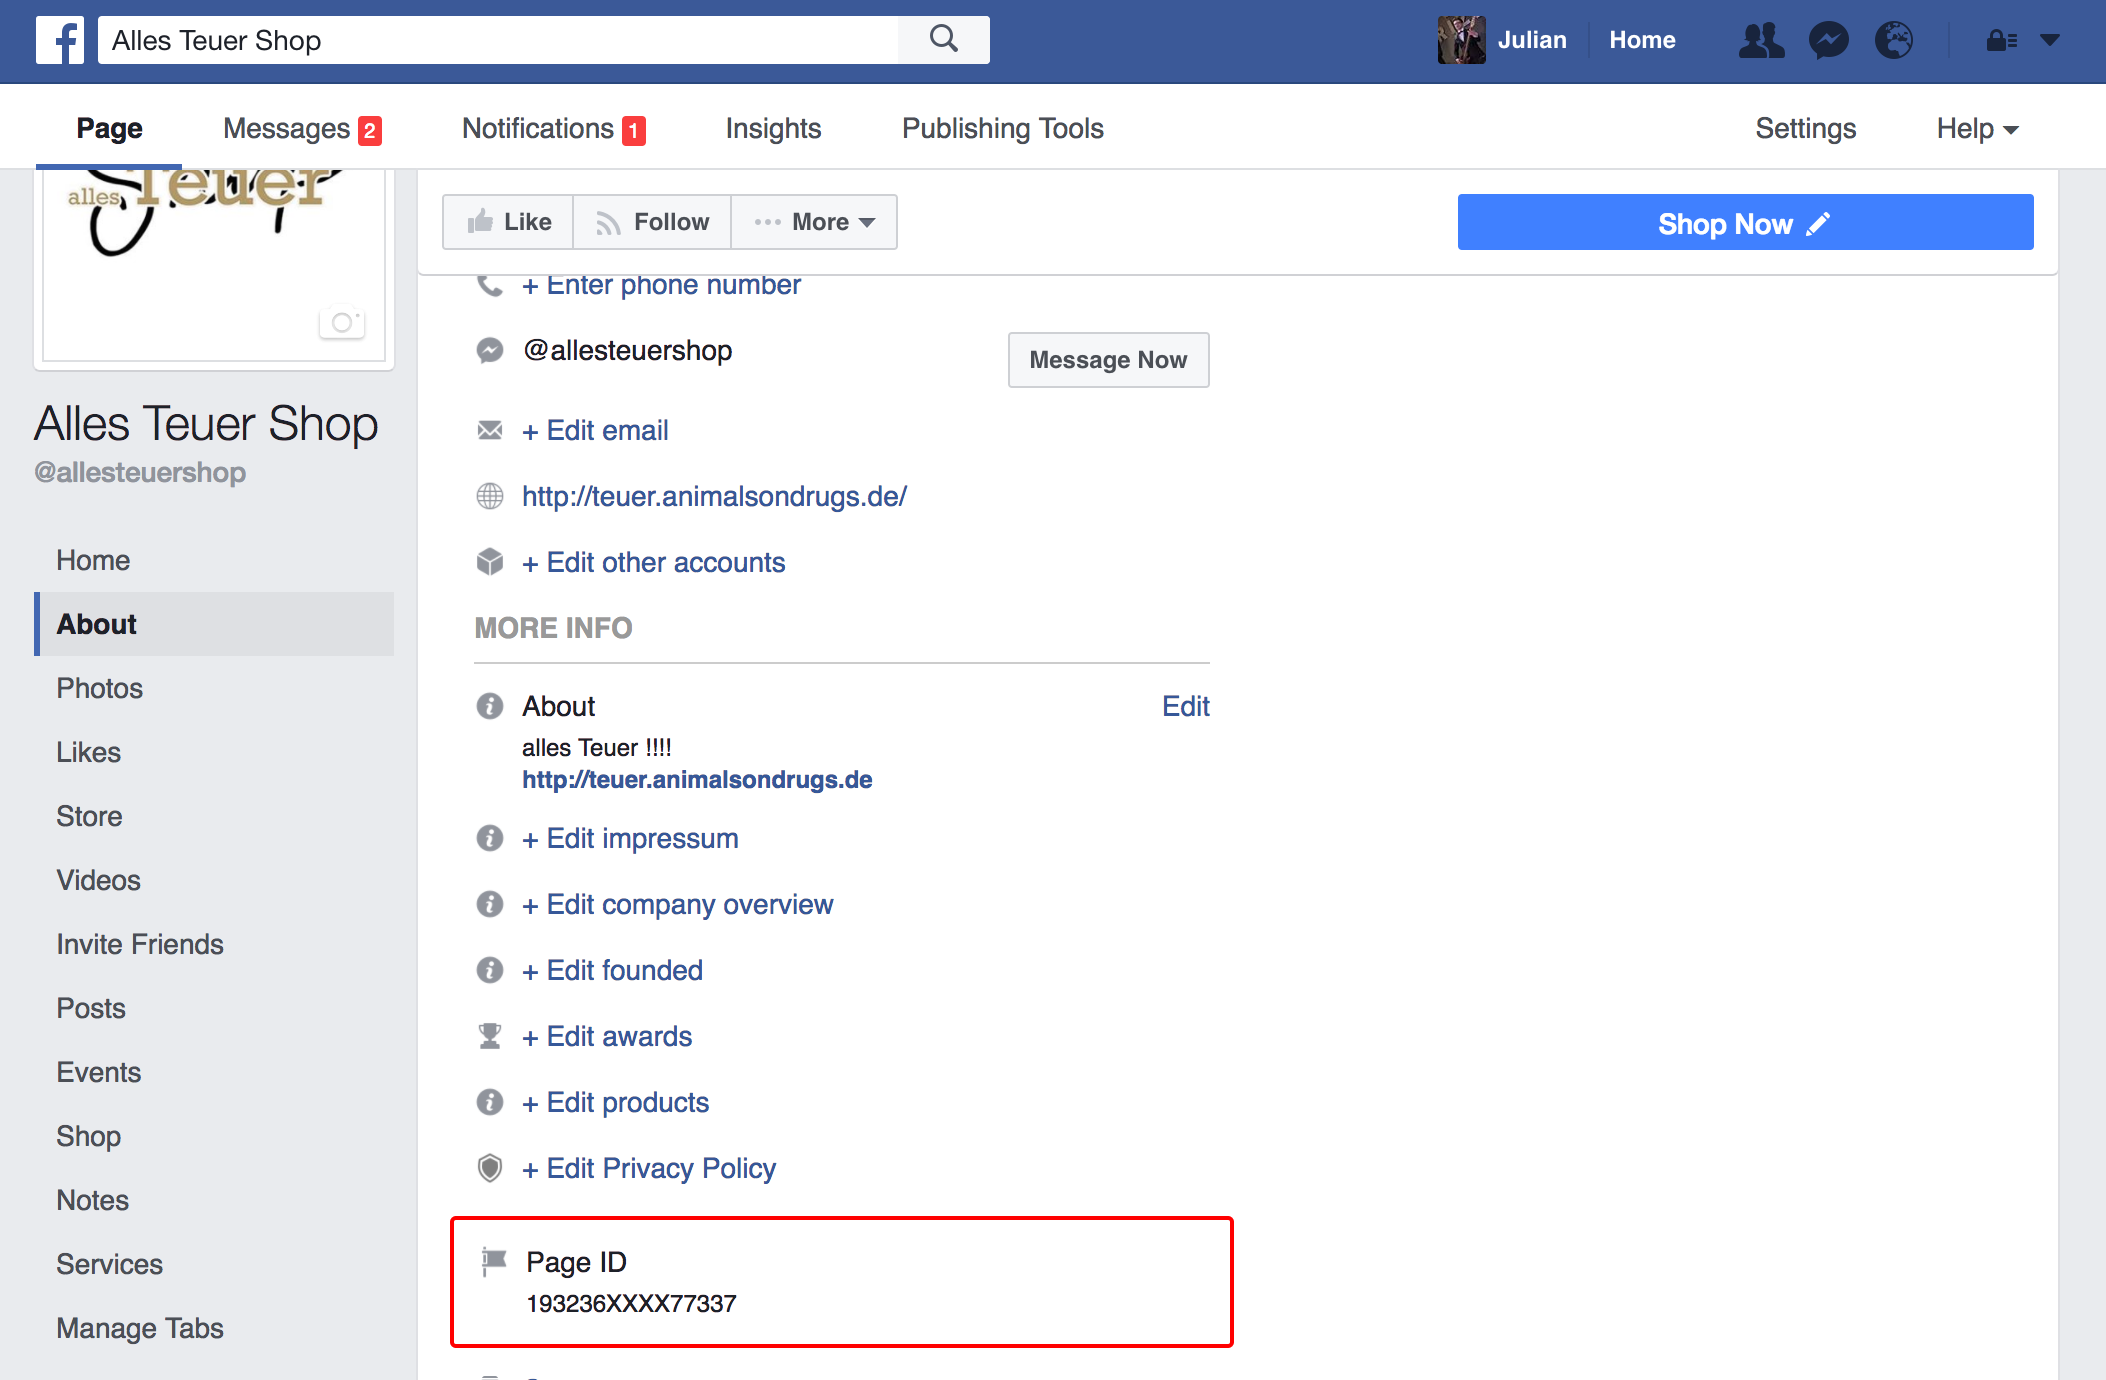 Alles Teuer Shop
Julian
Home
Page
Messages 2
Notifications 1
Insights
Publishing Tools
Settings
Help
alles Teuer
Like
Follow
More
Shop Now
+ Enter phone number
@allesteuershop
Message Now
+ Edit email
http://teuer.animalsondrugs.de/
+ Edit other accounts
MORE INFO
About
Edit
alles Teuer !!!!
http://teuer.animalsondrugs.de
+ Edit impressum
+ Edit company overview
+ Edit founded
+ Edit awards
+ Edit products
+ Edit Privacy Policy
Page ID
193236XXXX77337
Alles Teuer Shop
@allesteuershop
Home
About
Photos
Likes
Store
Videos
Invite Friends
Posts
Events
Shop
Notes
Services
Manage Tabs